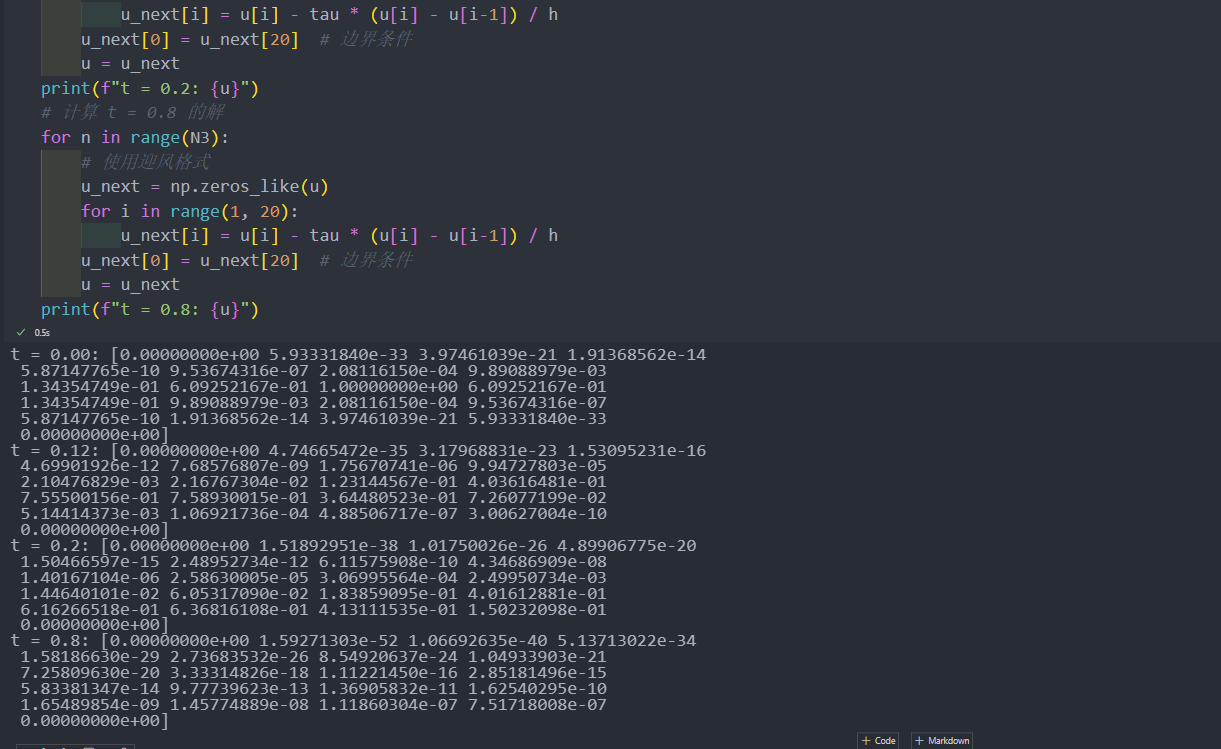 u_next[i] = u[i] - tau * (u[i] - u[i-1]) / h
u_next[0] = u_next[20]  # 边界条件
u = u_next
print(f"t = 0.2: {u}")
# 计算 t = 0.8 的解
for n in range(N3):
# 使用迎风格式
u_next = np.zeros_like(u)
for i in range(1, 20):
u_next[i] = u[i] - tau * (u[i] - u[i-1]) / h
u_next[0] = u_next[20]  # 边界条件
u = u_next
print(f"t = 0.8: {u}")
0.5s
t = 0.00: [0.00000000e+00 5.93331840e-33 3.97461039e-21 1.91368562e-14
5.87147765e-10 9.53674316e-07 2.08116150e-04 9.89088979e-03
1.34354749e-01 6.09252167e-01 1.00000000e+00 6.09252167e-01
1.34354749e-01 9.89088979e-03 2.08116150e-04 9.53674316e-07
5.87147765e-10 1.91368562e-14 3.97461039e-21 5.93331840e-33
0.00000000e+00]
t = 0.12: [0.00000000e+00 4.74665472e-35 3.17968831e-23 1.53095231e-16
4.69901926e-12 7.68576807e-09 1.75670741e-06 9.94727803e-05
2.10476829e-03 2.16767304e-02 1.23144567e-01 4.03616481e-01
7.55500156e-01 7.58930015e-01 3.64480523e-01 7.26077199e-02
5.14414373e-03 1.06921736e-04 4.88506717e-07 3.00627004e-10
0.00000000e+00]
t = 0.2: [0.00000000e+00 1.51892951e-38 1.01750026e-26 4.89906775e-20
1.50466597e-15 2.48952734e-12 6.11575908e-10 4.34686909e-08
1.40167104e-06 2.58630005e-05 3.06995564e-04 2.49950734e-03
1.44640101e-02 6.05317090e-02 1.83859095e-01 4.01612881e-01
6.16266518e-01 6.36816108e-01 4.13111535e-01 1.50232098e-01
0.00000000e+00]
t = 0.8: [0.00000000e+00 1.59271303e-52 1.06692635e-40 5.13713022e-34
1.58186630e-29 2.73683532e-26 8.54920637e-24 1.04933903e-21
7.25809630e-20 3.33314826e-18 1.11221450e-16 2.85181496e-15
5.83381347e-14 9.77739623e-13 1.36905832e-11 1.62540295e-10
1.65489854e-09 1.45774889e-08 1.11860304e-07 7.51718008e-07
0.00000000e+00]
+ Code + Markdown